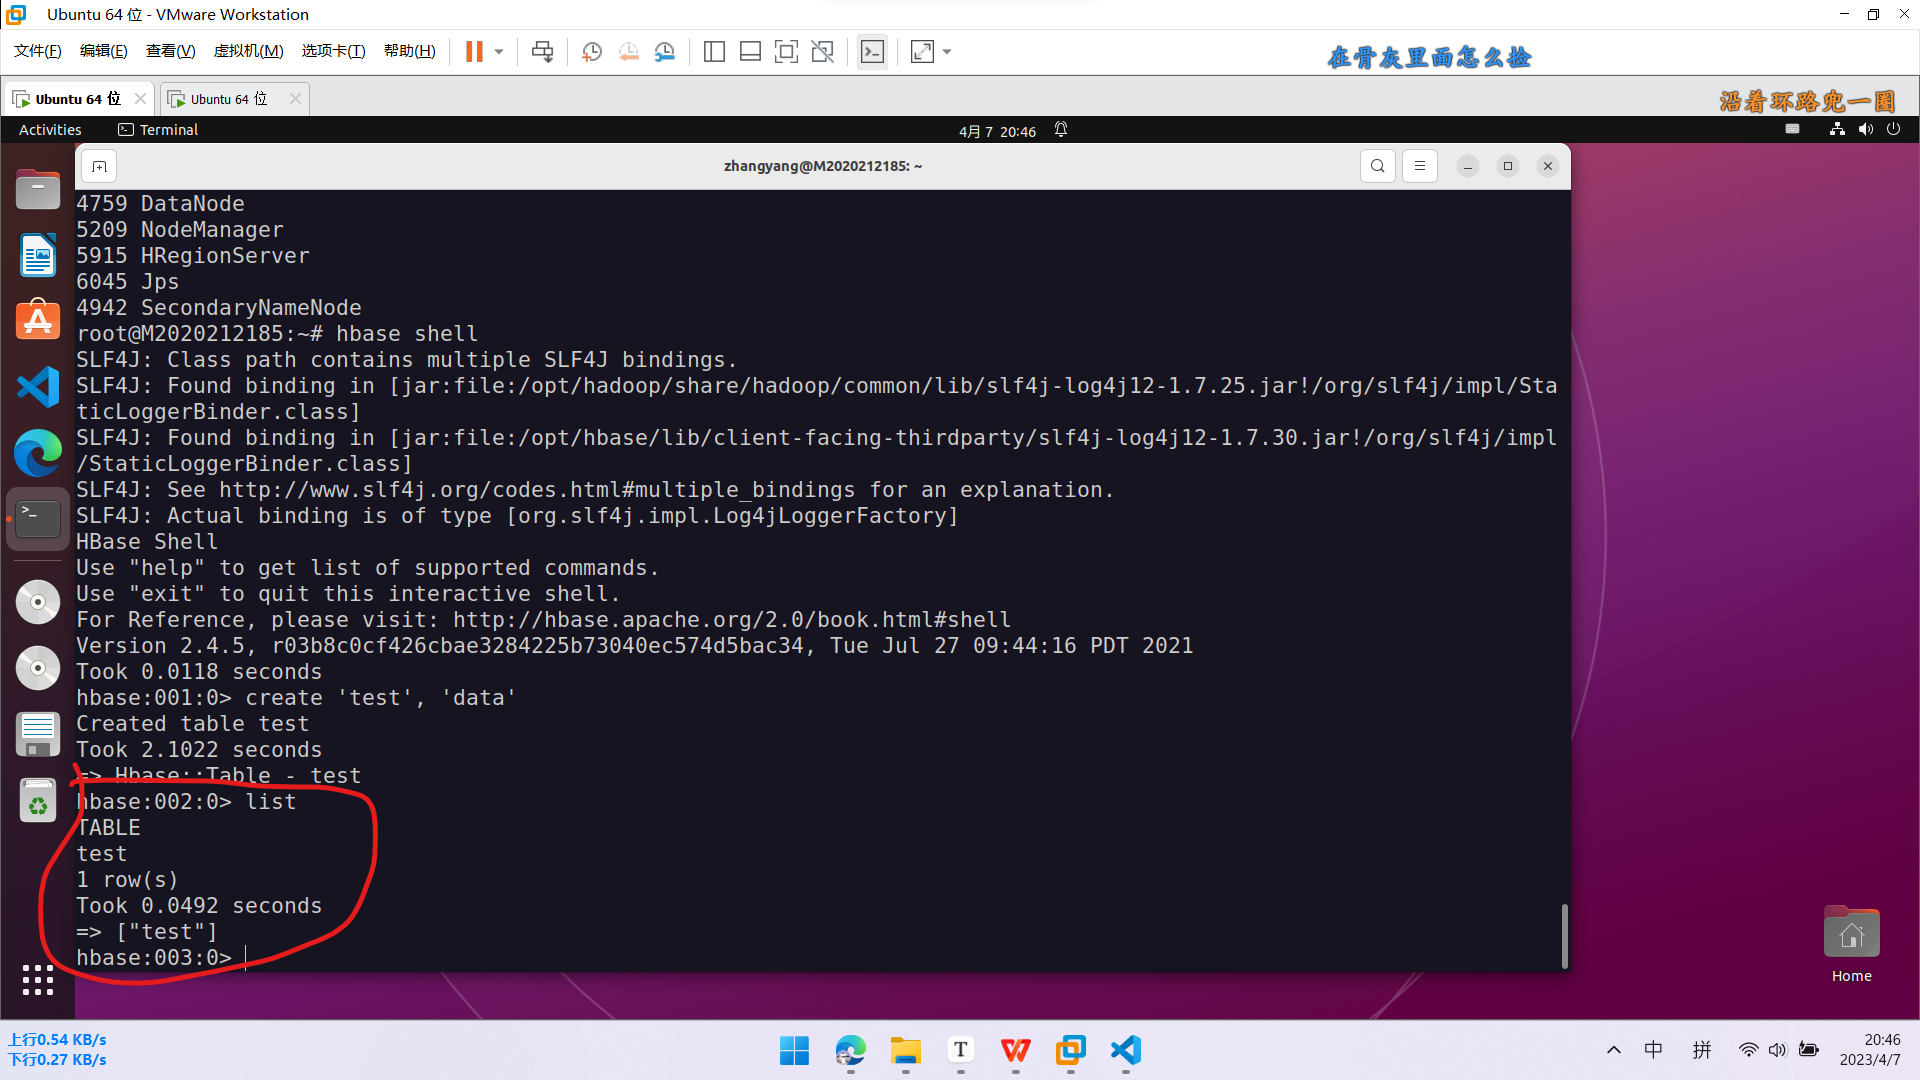 Ubuntu 64 位 - VMware Workstation
文件(F) 编辑(E) 查看(V) 虚拟机(M) 选项卡(T) 帮助(H)
在骨灰里面怎么捡
Ubuntu 64 位
Ubuntu 64 位
沿着环路兜一圈
Activities
Terminal
4月 7 20:46
zhangyang@M2020212185: ~
4759 DataNode
5209 NodeManager
5915 HRegionServer
6045 Jps
4942 SecondaryNameNode
root@M2020212185:~# hbase shell
SLF4J: Class path contains multiple SLF4J bindings.
SLF4J: Found binding in [jar:file:/opt/hadoop/share/hadoop/common/lib/slf4j-log4j12-1.7.25.jar!/org/slf4j/impl/Sta
ticLoggerBinder.class]
SLF4J: Found binding in [jar:file:/opt/hbase/lib/client-facing-thirdparty/slf4j-log4j12-1.7.30.jar!/org/slf4j/impl
/StaticLoggerBinder.class]
SLF4J: See http://www.slf4j.org/codes.html#multiple_bindings for an explanation.
SLF4J: Actual binding is of type [org.slf4j.impl.Log4jLoggerFactory]
HBase Shell
Use "help" to get list of supported commands.
Use "exit" to quit this interactive shell.
For Reference, please visit: http://hbase.apache.org/2.0/book.html#shell
Version 2.4.5, r03b8c0cf426cbae3284225b73040ec574d5bac34, Tue Jul 27 09:44:16 PDT 2021
Took 0.0118 seconds
hbase:001:0> create 'test', 'data'
Created table test
Took 2.1022 seconds
=> Hbase::Table - test
hbase:002:0> list
TABLE
test
1 row(s)
Took 0.0492 seconds
=> ["test"]
hbase:003:0>
Home
上行0.54 KB/s
下行0.27 KB/s
中
拼
20:46
2023/4/7